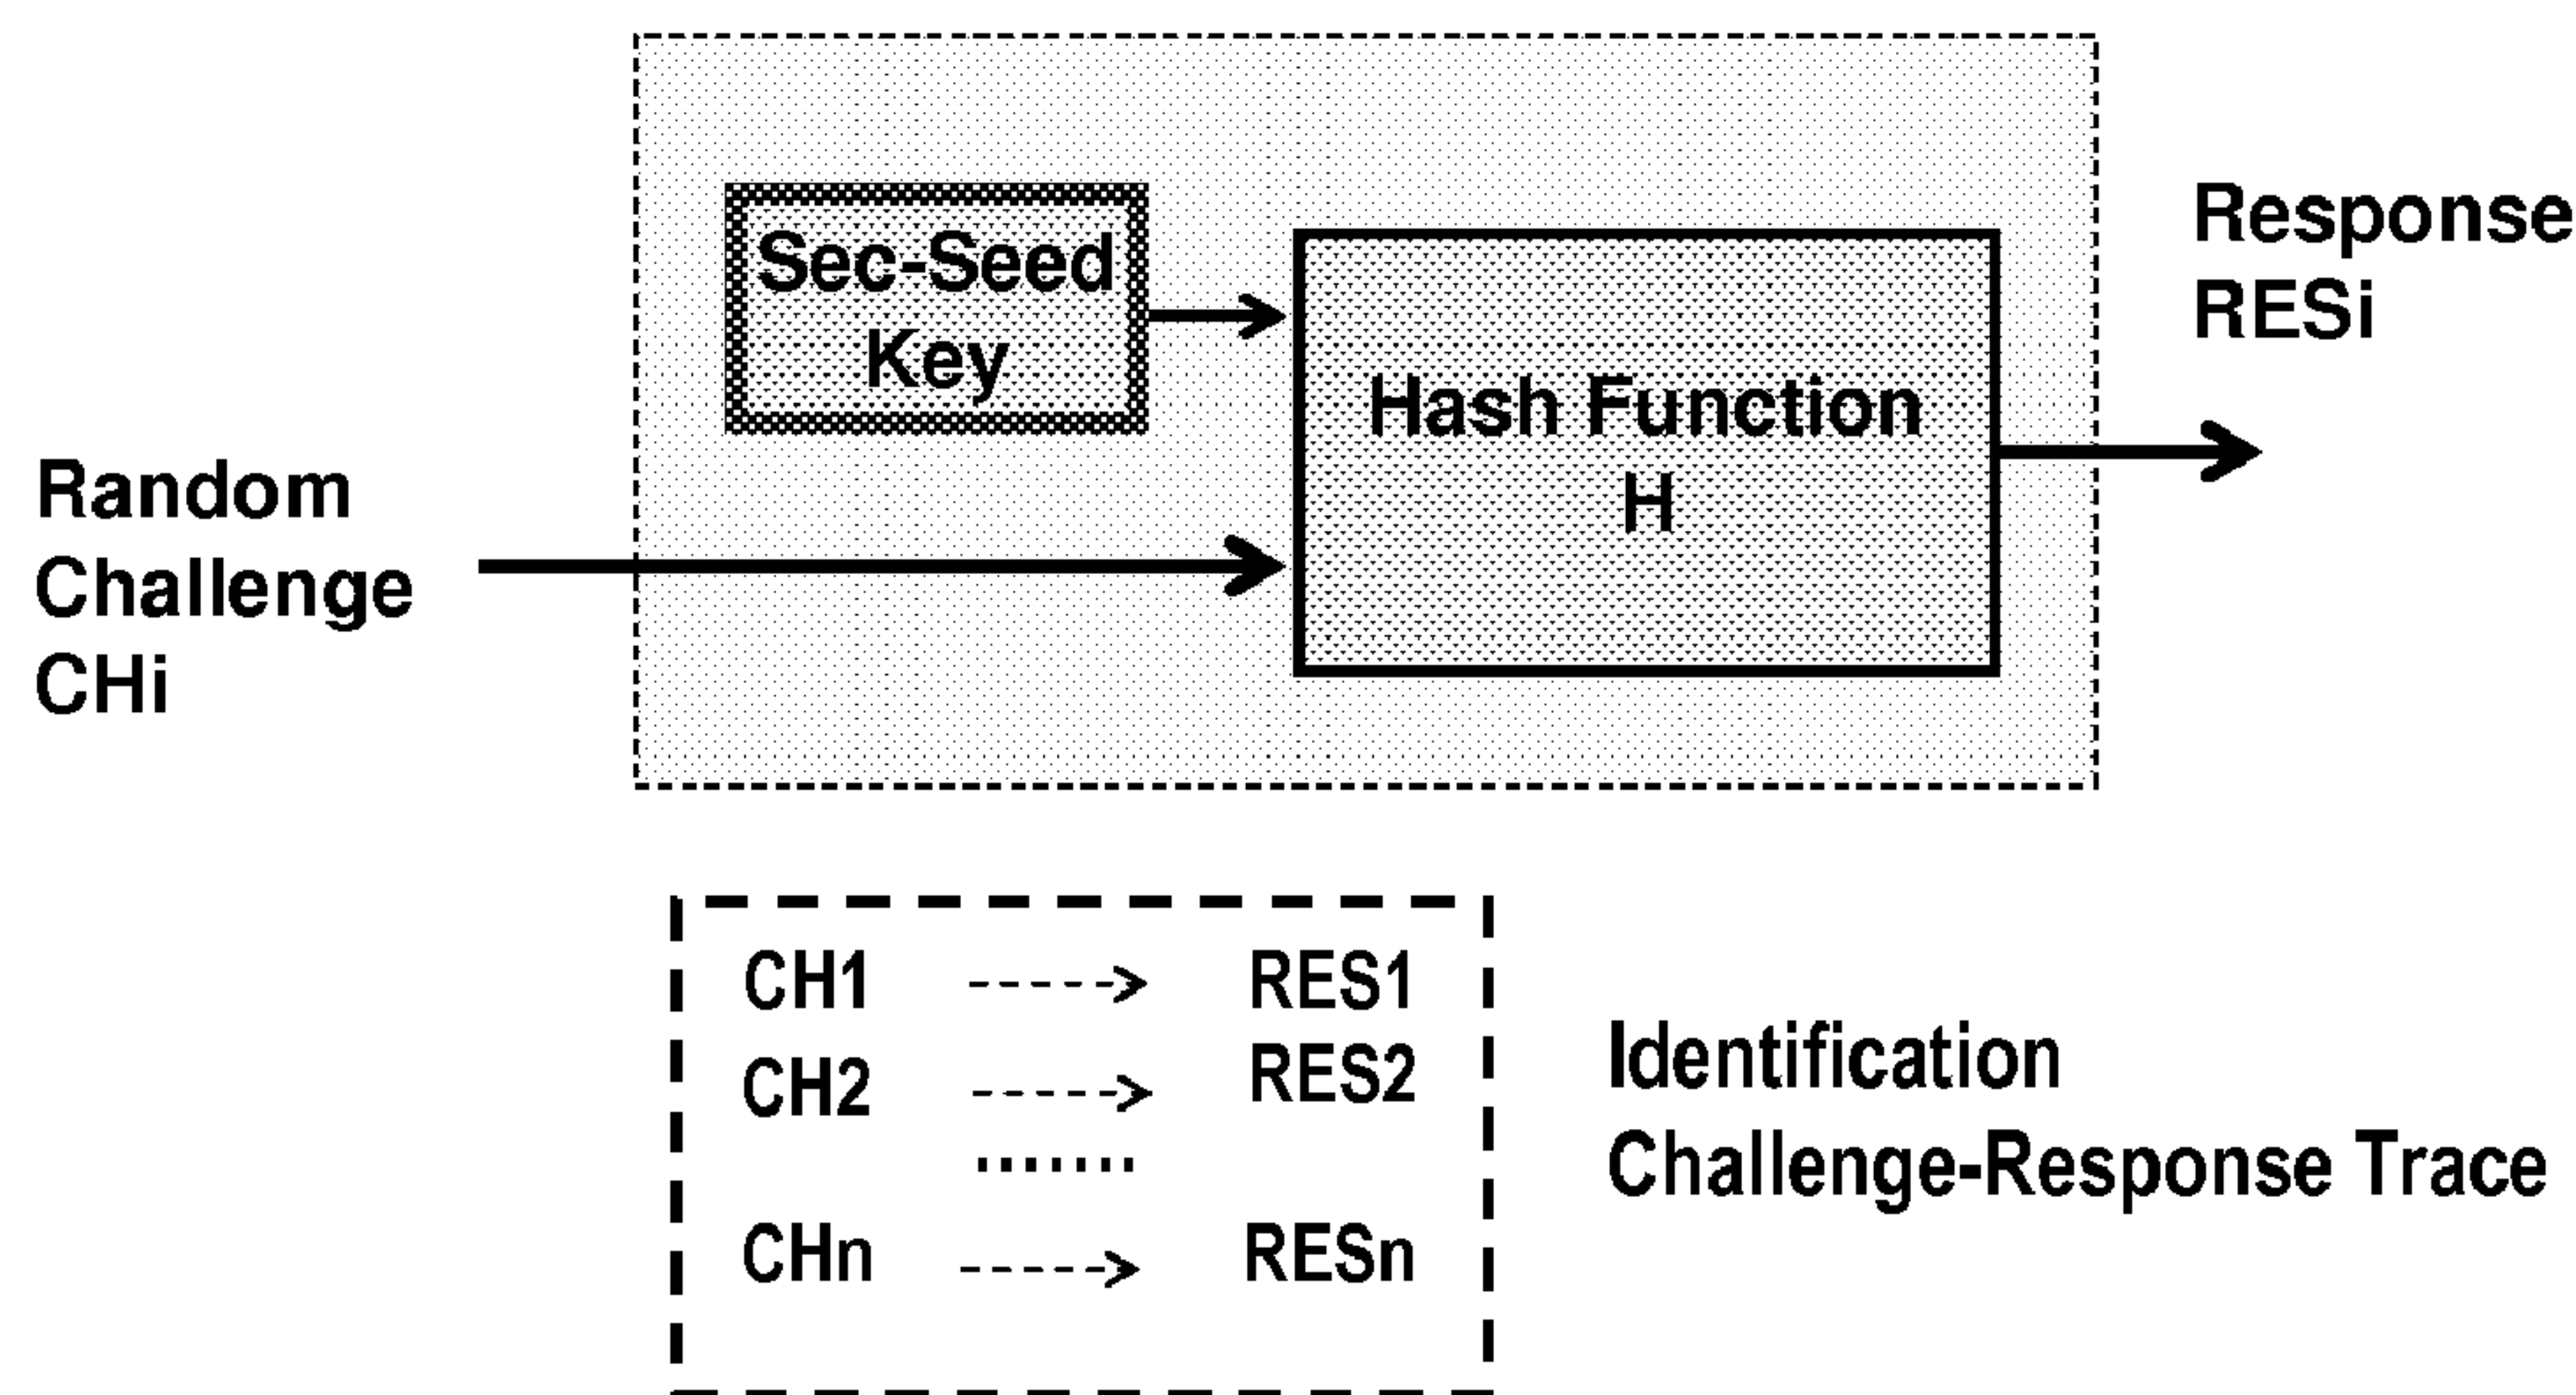 Random
Challenge
CHi
Sec-Seed
Key
Hash Function
H
Response
RESi
CH1 RES1
CH2 RES2
CHn RESn
Identification
Challenge-Response Trace